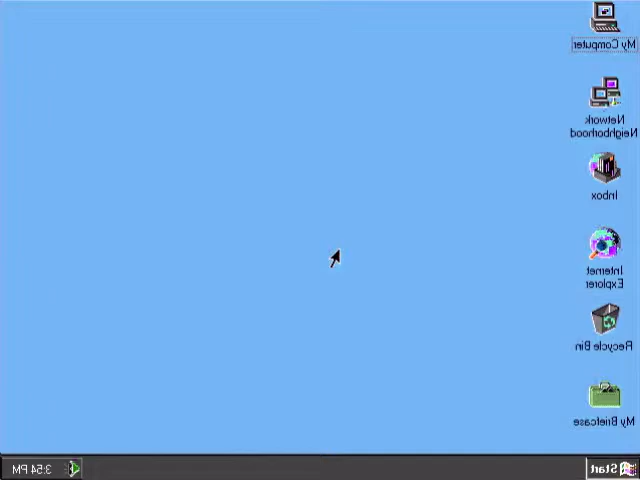 My Computer
Network
Neighborhood
Inbox
Internet
Explorer
Recycle Bin
My Briefcase
Start
3:54 PM